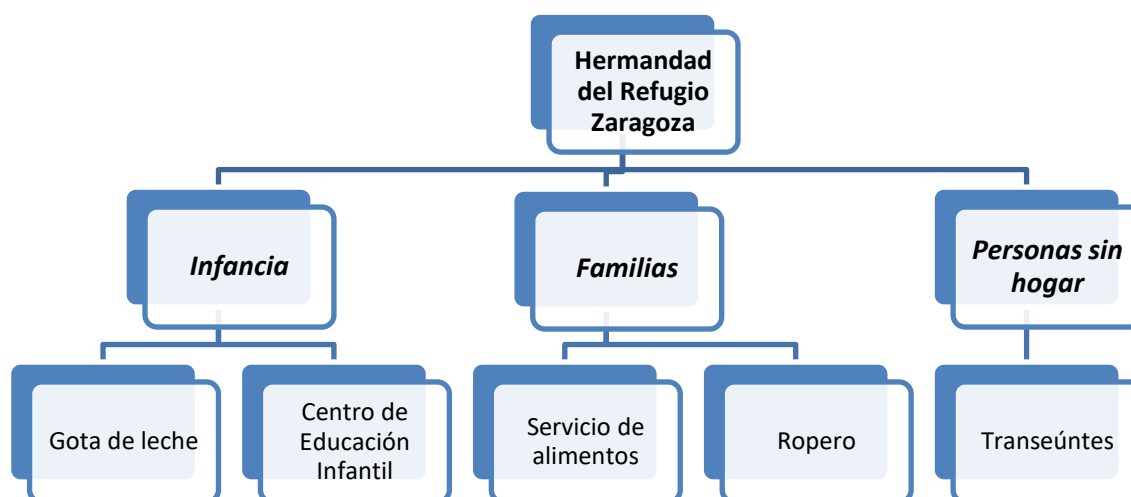 Hermandad
del Refugio
Zaragoza
Infancia
Familias
Personas sin
hogar
Gota de leche
Centro de
Educación
Infantil
Servicio de
alimentos
Ropero
Transeúntes